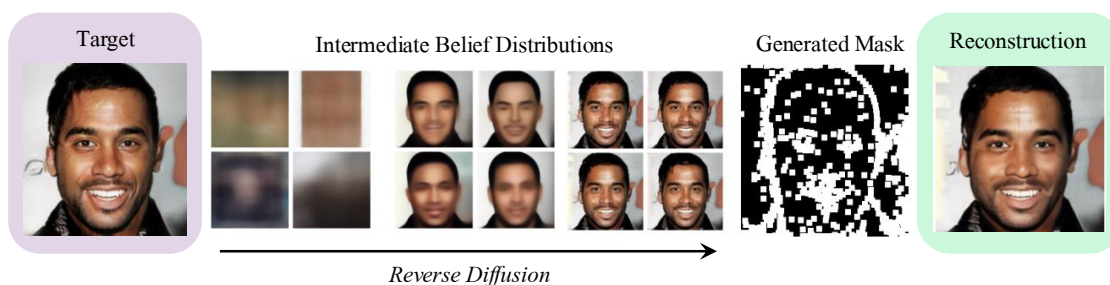 Target
Intermediate Belief Distributions
Generated Mask
Reconstruction
Reverse Diffusion